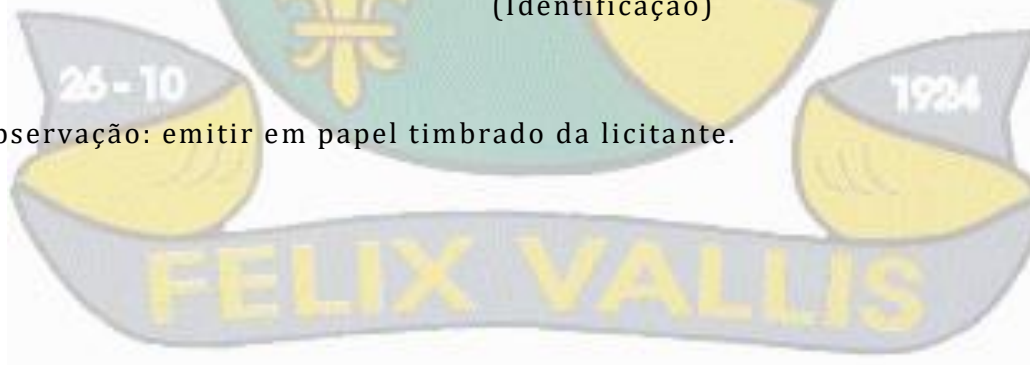 (Identificação)
26 - 10
1924
bservação: emitir em papel timbrado da licitante.
FELIX VALLIS